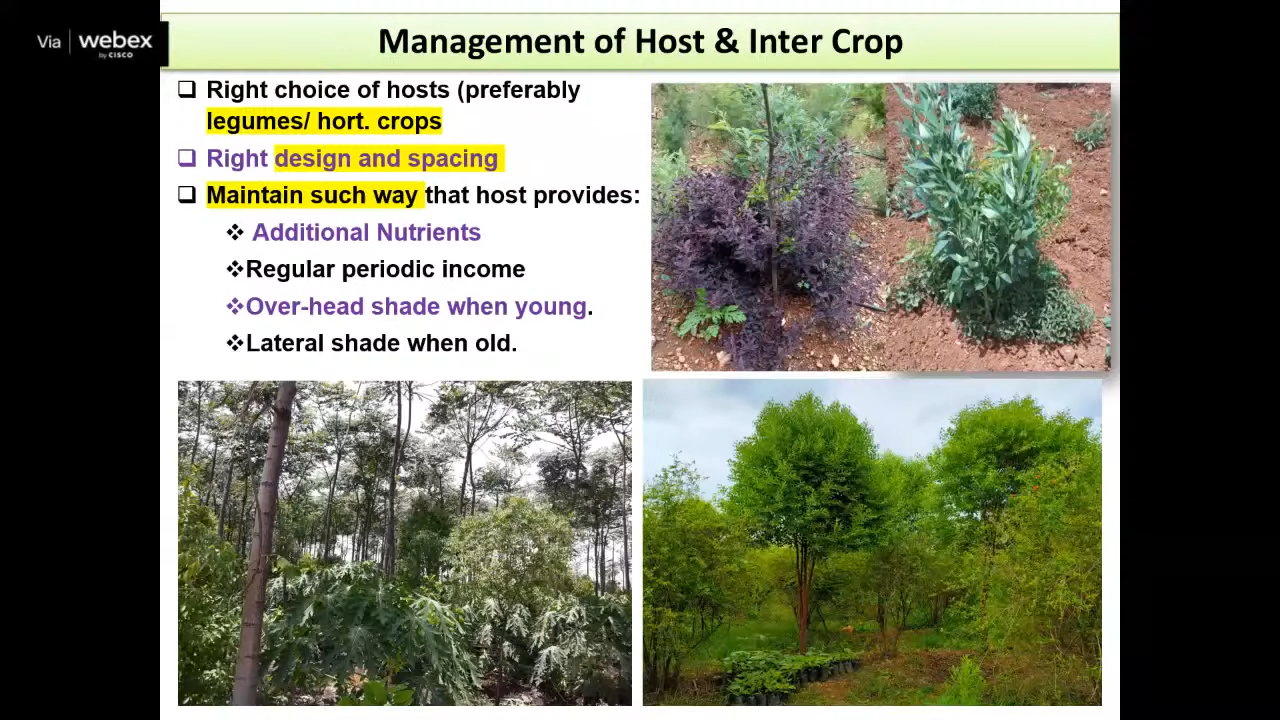 Via webex
by CISCO
Management of Host & Inter Crop
Right choice of hosts (preferably
legumes/ hort. crops
Right design and spacing
Maintain such way that host provides:
Additional Nutrients
Regular periodic income
Over-head shade when young.
Lateral shade when old.